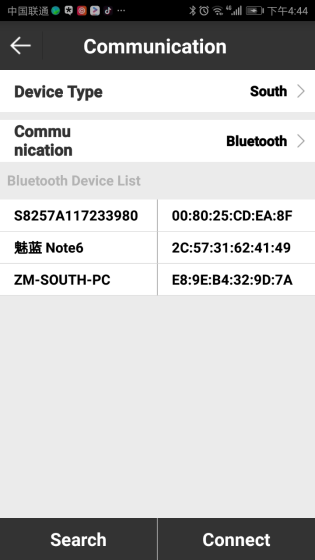 中国联通 ··· 下午4:44
Communication
Device Type South
Commu
nication Bluetooth
Bluetooth Device List
S8257A117233980 00:80:25:CD:EA:8F
魅蓝 Note6 2C:57:31:62:41:49
ZM-SOUTH-PC E8:9E:B4:32:9D:7A
Search Connect